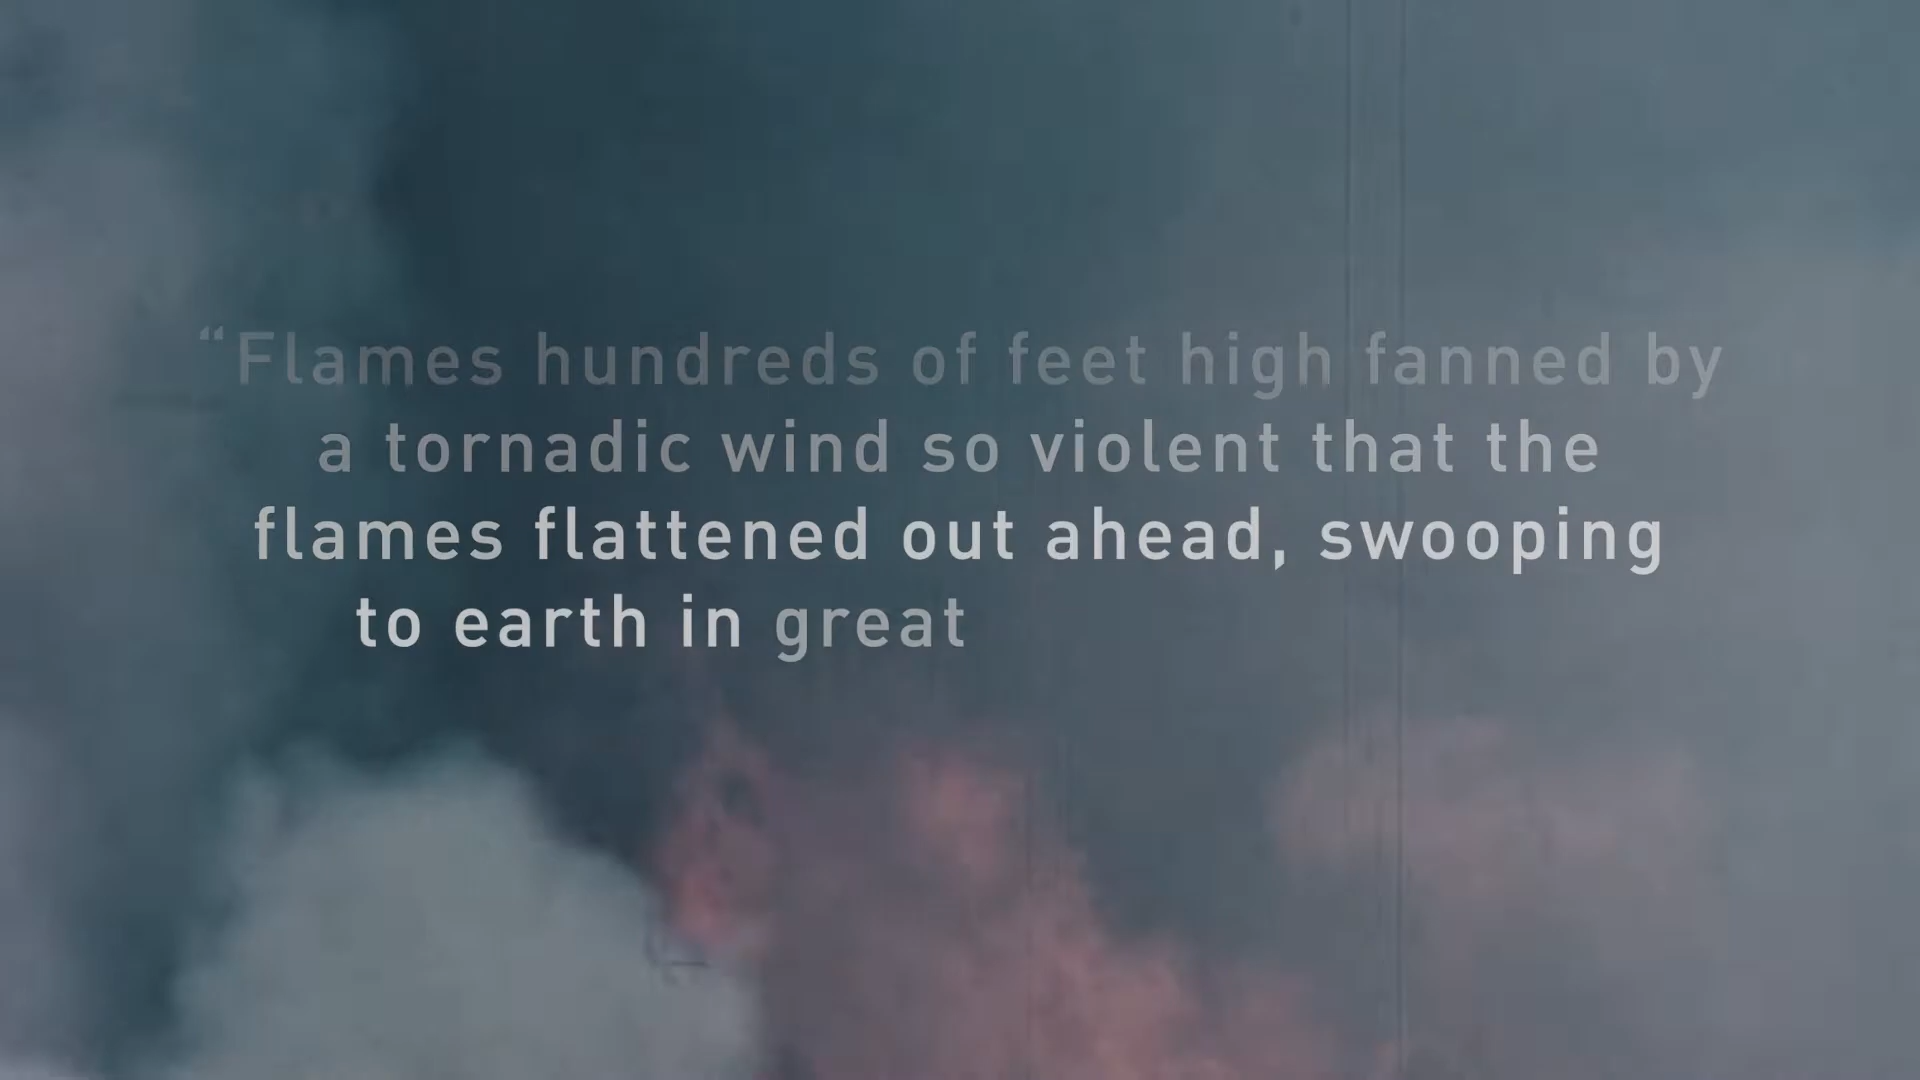 “Flames hundreds of feet high fanned by
a tornadic wind so violent that the
flames flattened out ahead, swooping
to earth in great